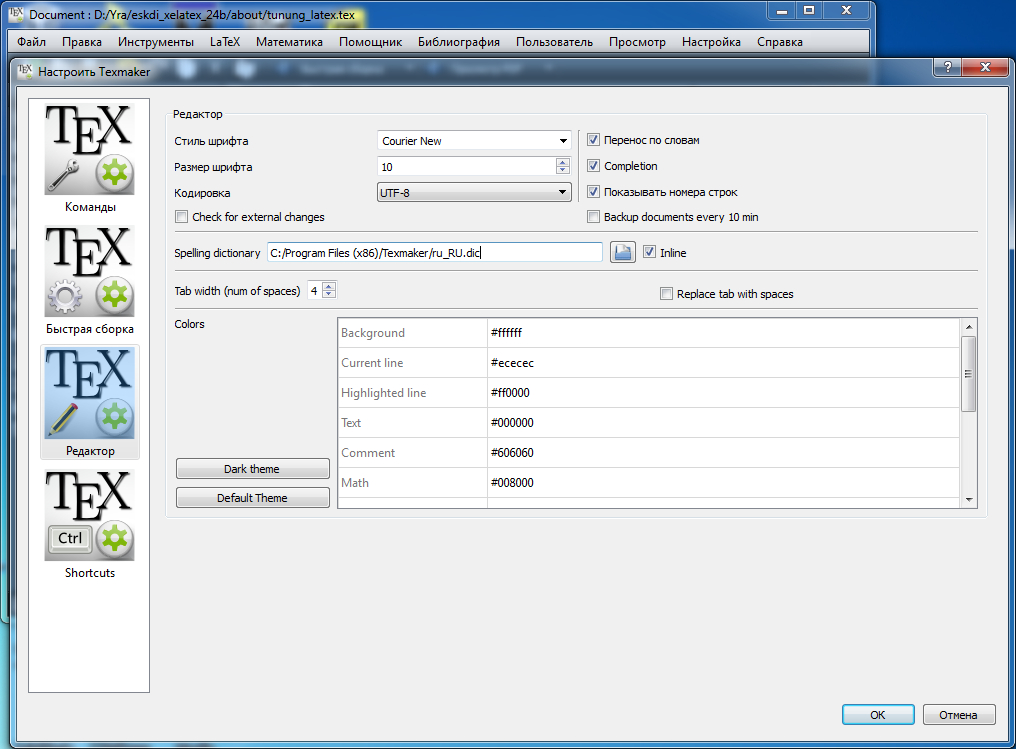 Document : D:/Yra/eskdi_xelatex_24b/about/tunung_latex.tex
Файл Правка Инструменты LaTeX Математика Помощник Библиография Пользователь Просмотр Настройка Справка
Настроить Texmaker
TEX
Команды
TEX
Быстрая сборка
TEX
Редактор
TEX
Ctrl
Shortcuts
Редактор
Стиль шрифта Courier New Перенос по словам
Размер шрифта 10 Completion
Кодировка UTF-8 Показывать номера строк
Check for external changes Backup documents every 10 min
Spelling dictionary C:/Program Files (x86)/Texmaker/ru_RU.dic Inline
Tab width (num of spaces) 4 Replace tab with spaces
Colors
Background #ffffff
Current line #ececec
Highlighted line #ff0000
Text #000000
Comment #606060
Math #008000
Dark theme
Default Theme
OK Отмена